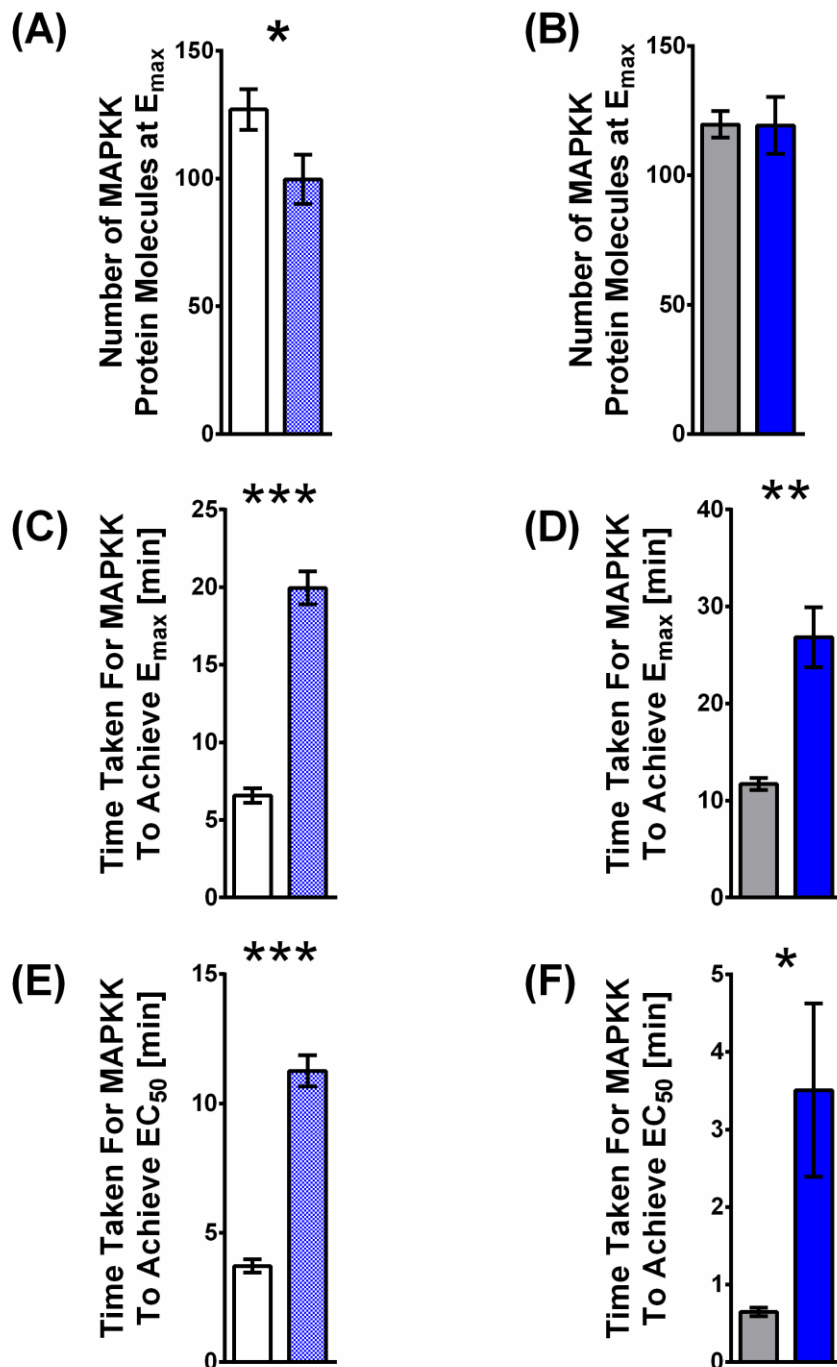 (A)
*
Number of MAPKK
Protein Molecules at Emax
150
100
50
0
(B)
Number of MAPKK
Protein Molecules at Emax
150
100
50
0
(C)
***
Time Taken For MAPKK
To Achieve Emax [min]
25
20
15
10
5
0
(D)
**
Time Taken For MAPKK
To Achieve Emax [min]
40
30
20
10
0
(E)
***
Time Taken For MAPKK
To Achieve EC50 [min]
15
10
5
0
(F)
*
Time Taken For MAPKK
To Achieve EC50 [min]
5
4
3
2
1
0